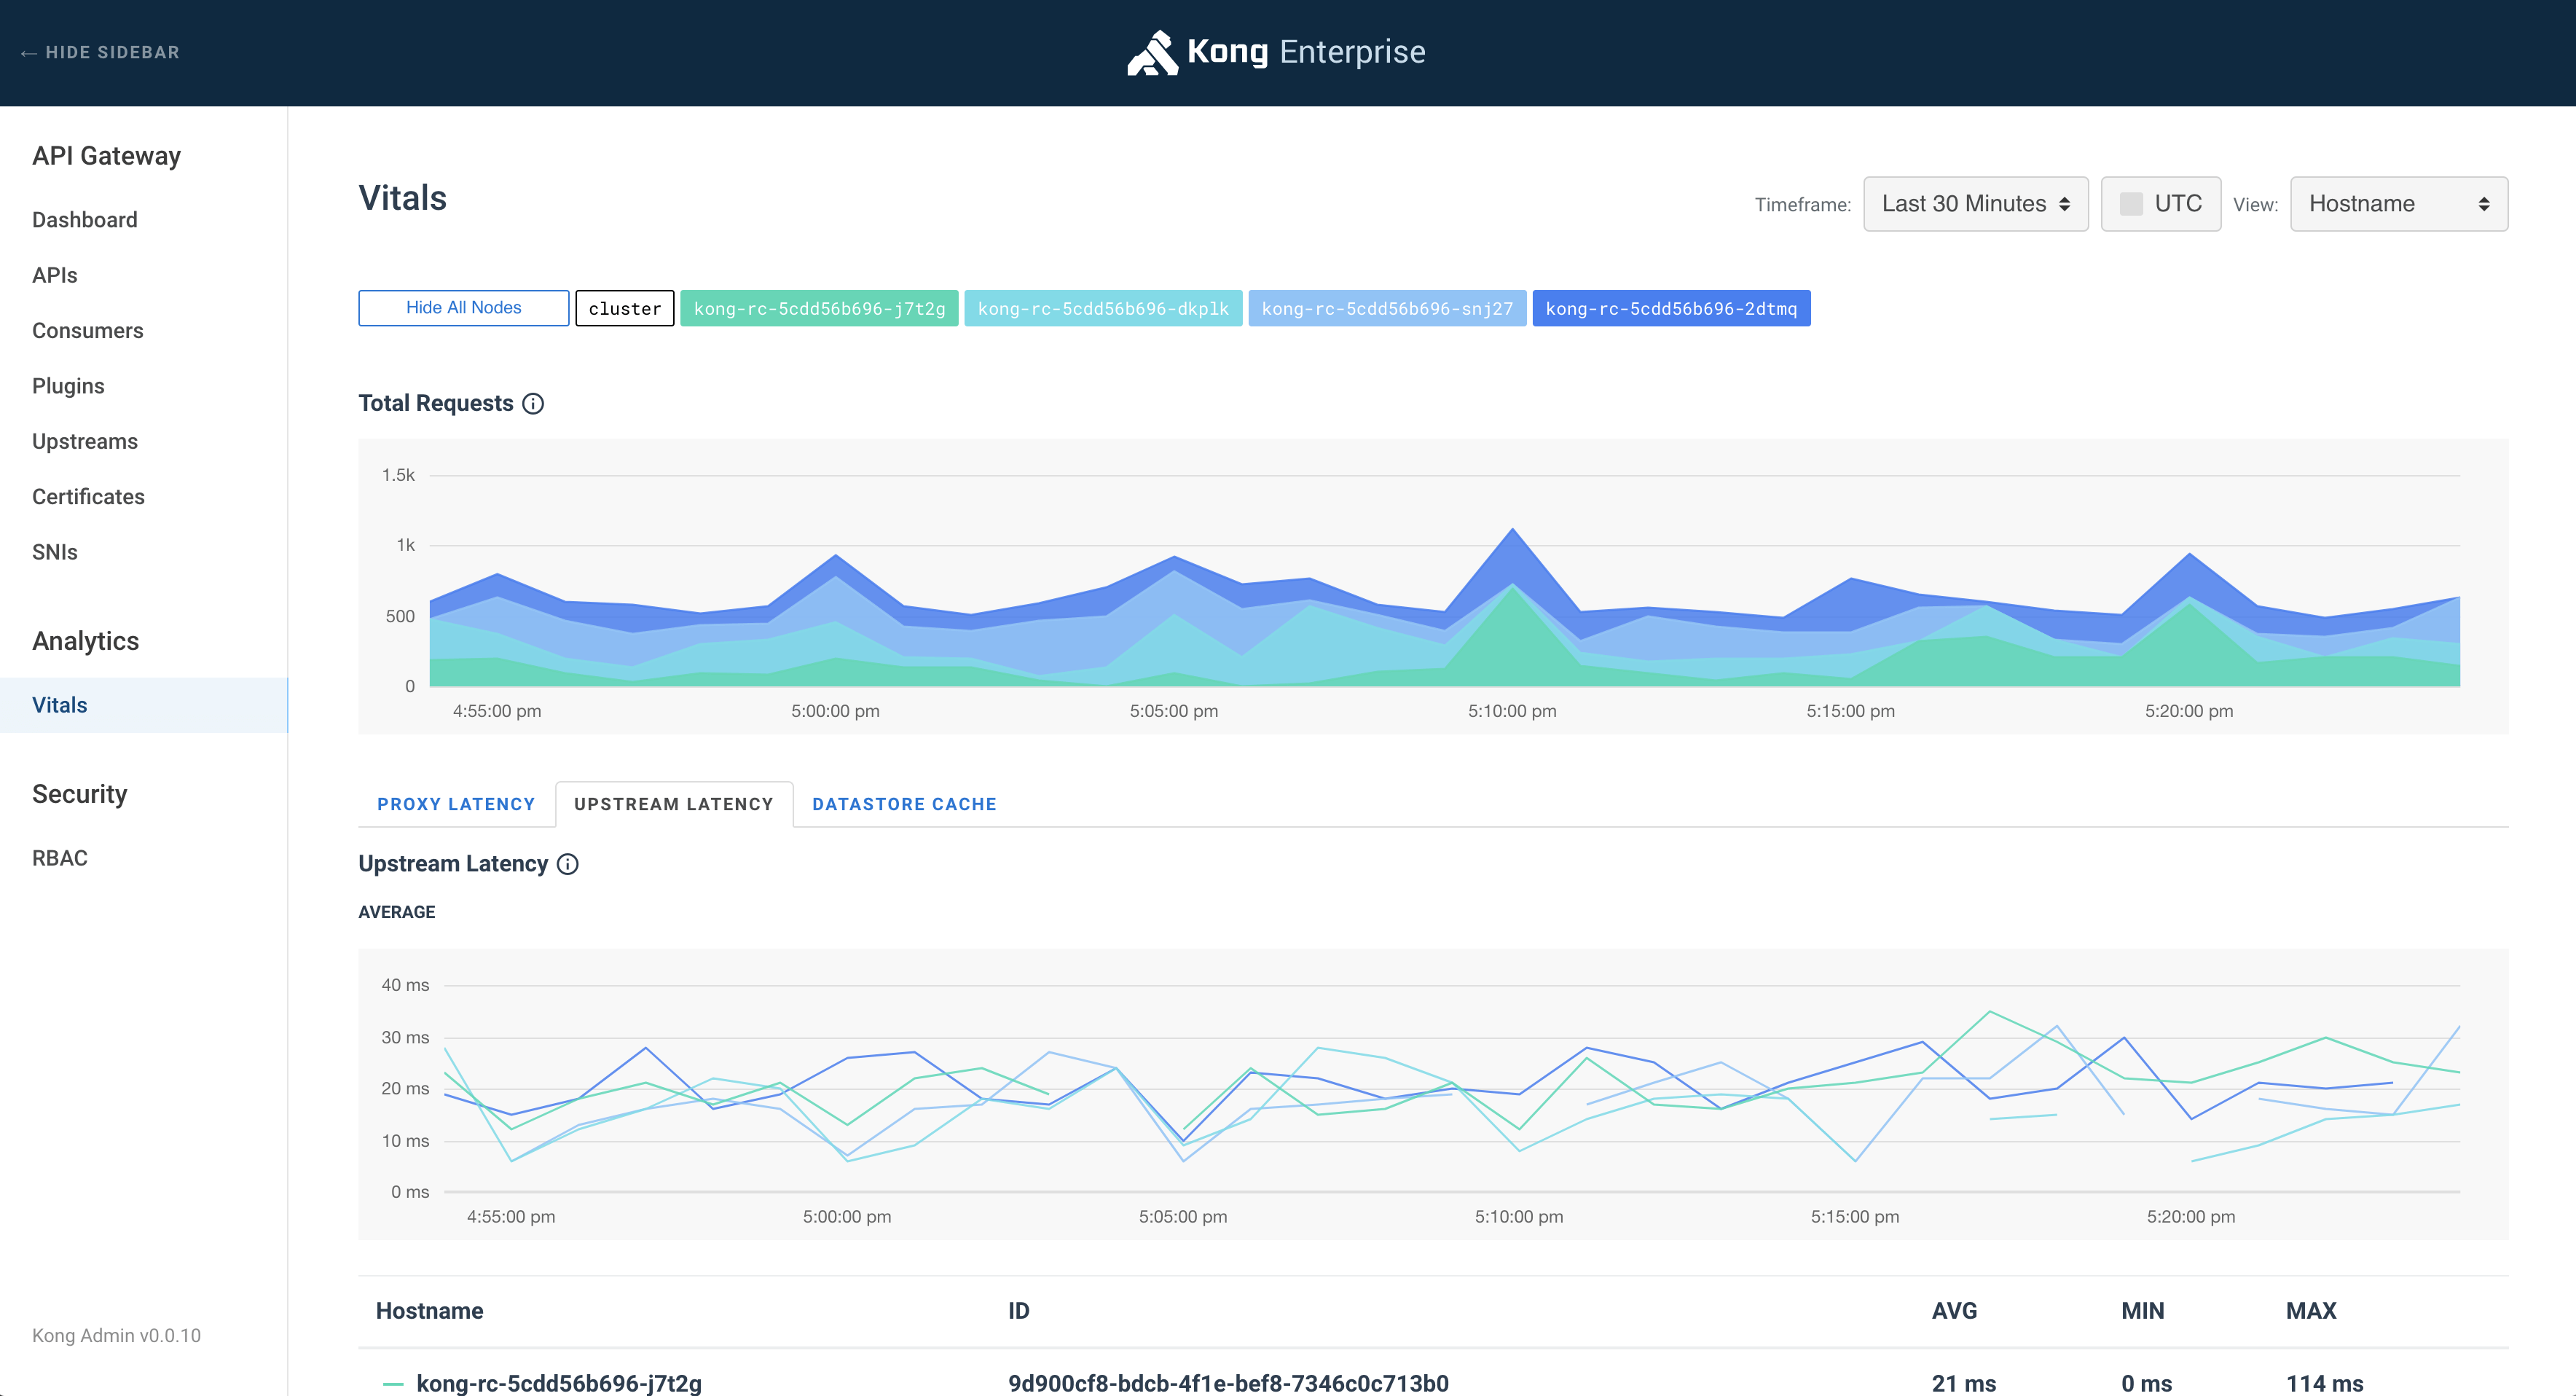 ← HIDE SIDEBAR
Kong Enterprise
API Gateway
Dashboard
APIs
Consumers
Plugins
Upstreams
Certificates
SNIs
Analytics
Vitals
Security
RBAC
Kong Admin v0.0.10
Vitals
Timeframe: Last 30 Minutes UTC View: Hostname
Hide All Nodes cluster kong-rc-5cdd56b696-j7t2g kong-rc-5cdd56b696-dkplk kong-rc-5cdd56b696-snj27 kong-rc-5cdd56b696-2dtmq
Total Requests
1.5k
1k
500
0
4:55:00 pm 5:00:00 pm 5:05:00 pm 5:10:00 pm 5:15:00 pm 5:20:00 pm
PROXY LATENCY UPSTREAM LATENCY DATASTORE CACHE
Upstream Latency
AVERAGE
40 ms
30 ms
20 ms
10 ms
0 ms
4:55:00 pm 5:00:00 pm 5:05:00 pm 5:10:00 pm 5:15:00 pm 5:20:00 pm
Hostname ID AVG MIN MAX
kong-rc-5cdd56b696-j7t2g 9d900cf8-bdcb-4f1e-bef8-7346c0c713b0 21 ms 0 ms 114 ms